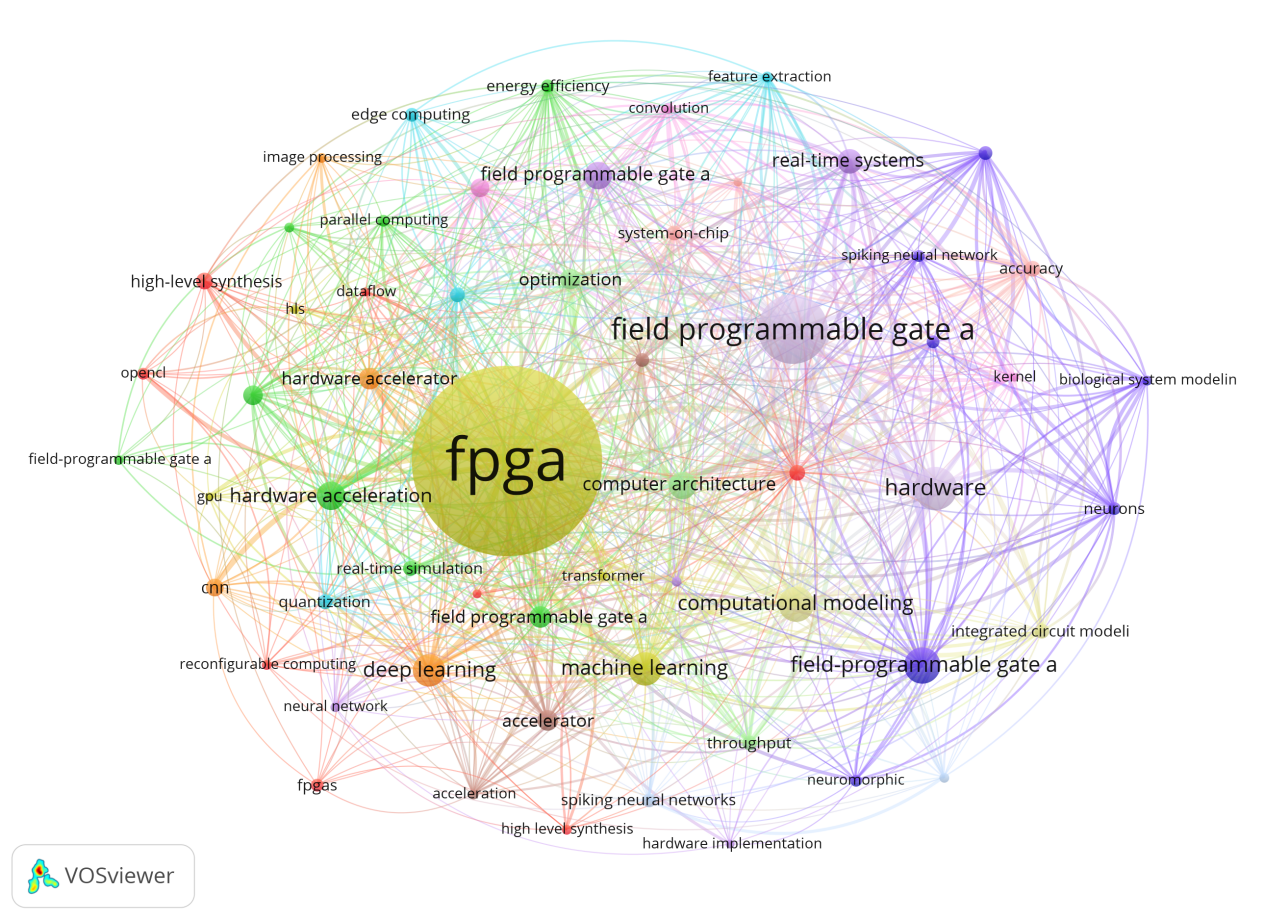 feature extraction
energy efficiency
convolution
edge computing
image processing
real-time systems
field programmable gate a
parallel computing
system-on-chip
spiking neural network
accuracy
high-level synthesis
optimization
dataflow
hls
field programmable gate a
opencl
hardware accelerator
kernel
biological system modelin
fpga
field-programmable gate a
computer architecture
hardware
gpu
hardware acceleration
neurons
real-time simulation
transformer
cnn
quantization
computational modeling
field programmable gate a
integrated circuit modeli
reconfigurable computing
deep learning
machine learning
field-programmable gate a
neural network
accelerator
throughput
neuromorphic
fpgas
acceleration
spiking neural networks
high level synthesis
hardware implementation
VOSviewer